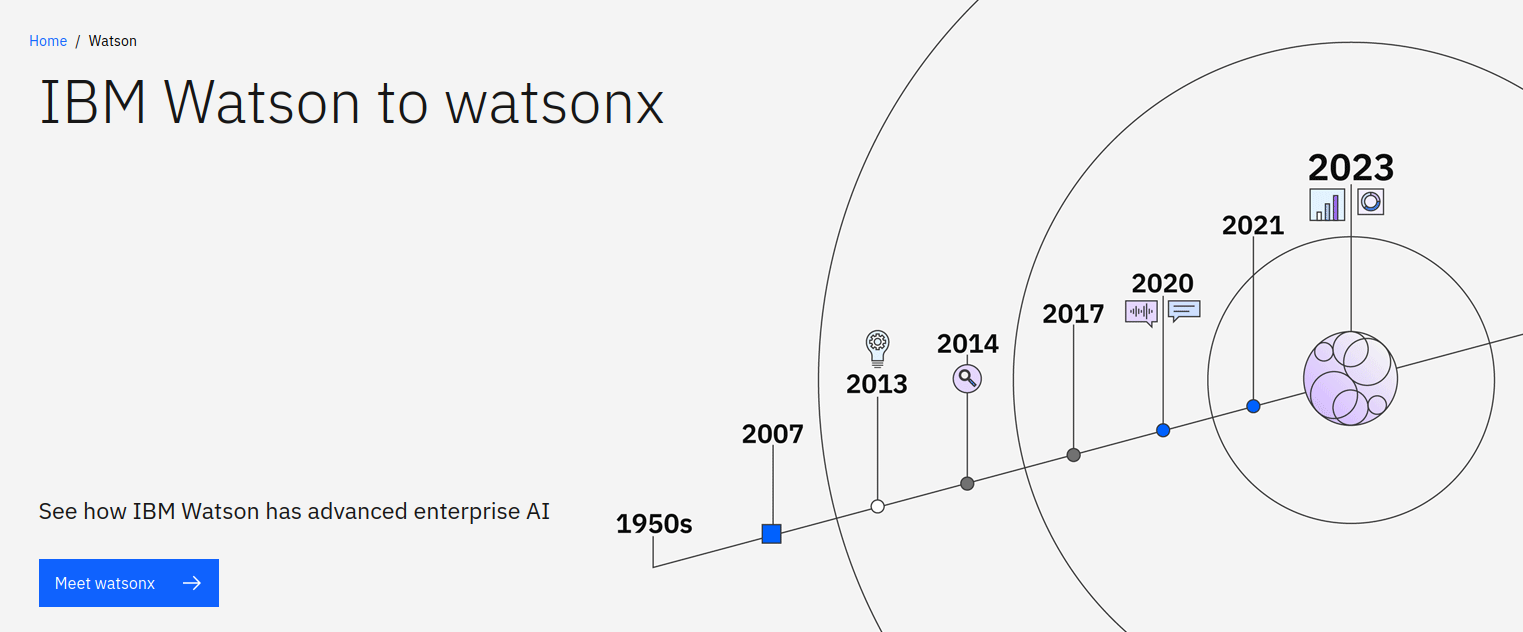 Home / Watson
IBM Watson to watsonx
2023
2021
2020
2017
2014
2013
2007
See how IBM Watson has advanced enterprise AI
1950s
Meet watsonx